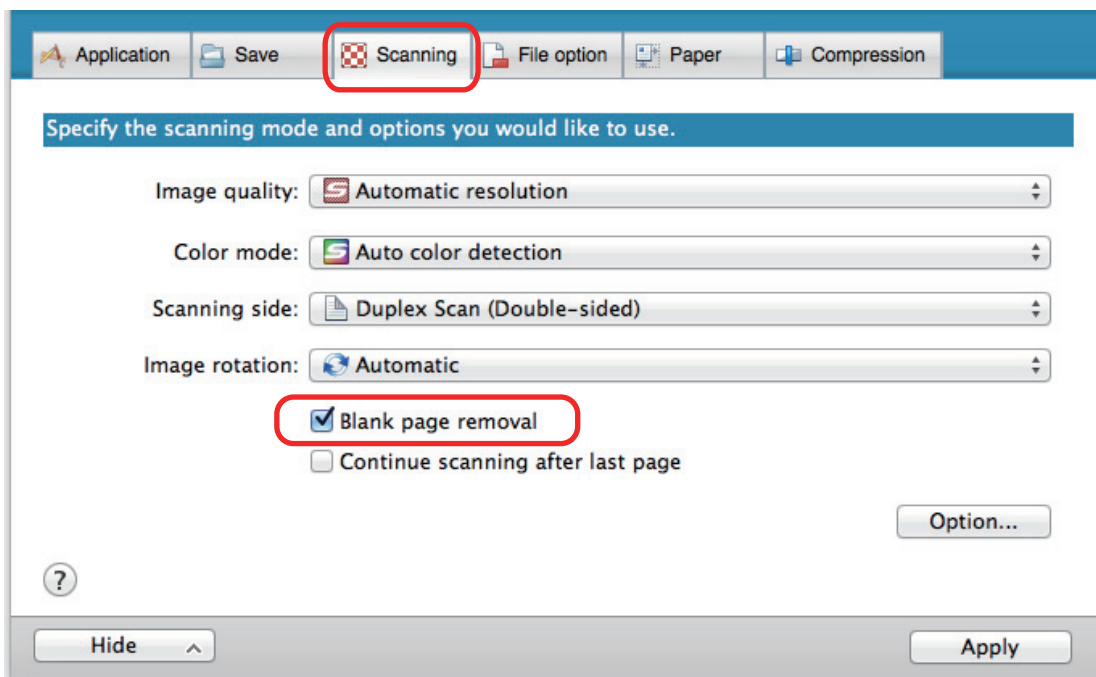 Application Save Scanning File option Paper Compression
Specify the scanning mode and options you would like to use.
Image quality: Automatic resolution
Color mode: Auto color detection
Scanning side: Duplex Scan (Double-sided)
Image rotation: Automatic
Blank page removal
Continue scanning after last page
Option...
?
Hide Apply